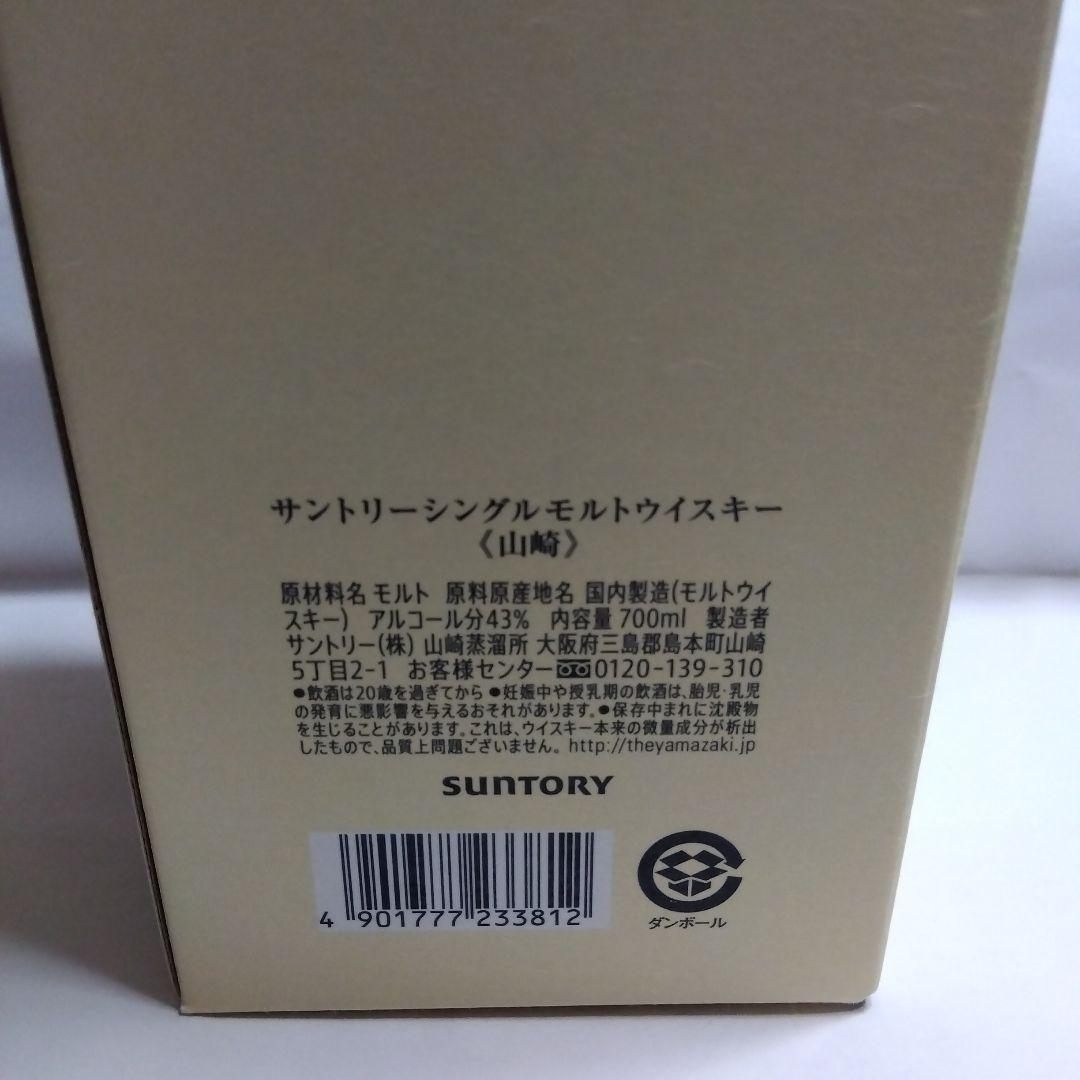 サントリーシングルモルトウイスキー
《山崎》
原材料名 モルト 原料原産地名 国内製造(モルトウイ
スキー) アルコール分43% 内容量 700ml 製造者
サントリー(株) 山崎蒸溜所 大阪府三島郡島本町山崎
5丁目2-1 お客様センター 0120-139-310
●飲酒は20歳を過ぎてから ●妊娠中や授乳期の飲酒は、胎児・乳児
の発育に悪影響を与えるおそれがあります。●保存中まれに沈殿物
を生じることがあります。これは、ウイスキー本来の微量成分が析出
したもので、品質上問題ございません。 http://theyamazaki.jp
SUNTORY
4 901777 233812
ダンボール